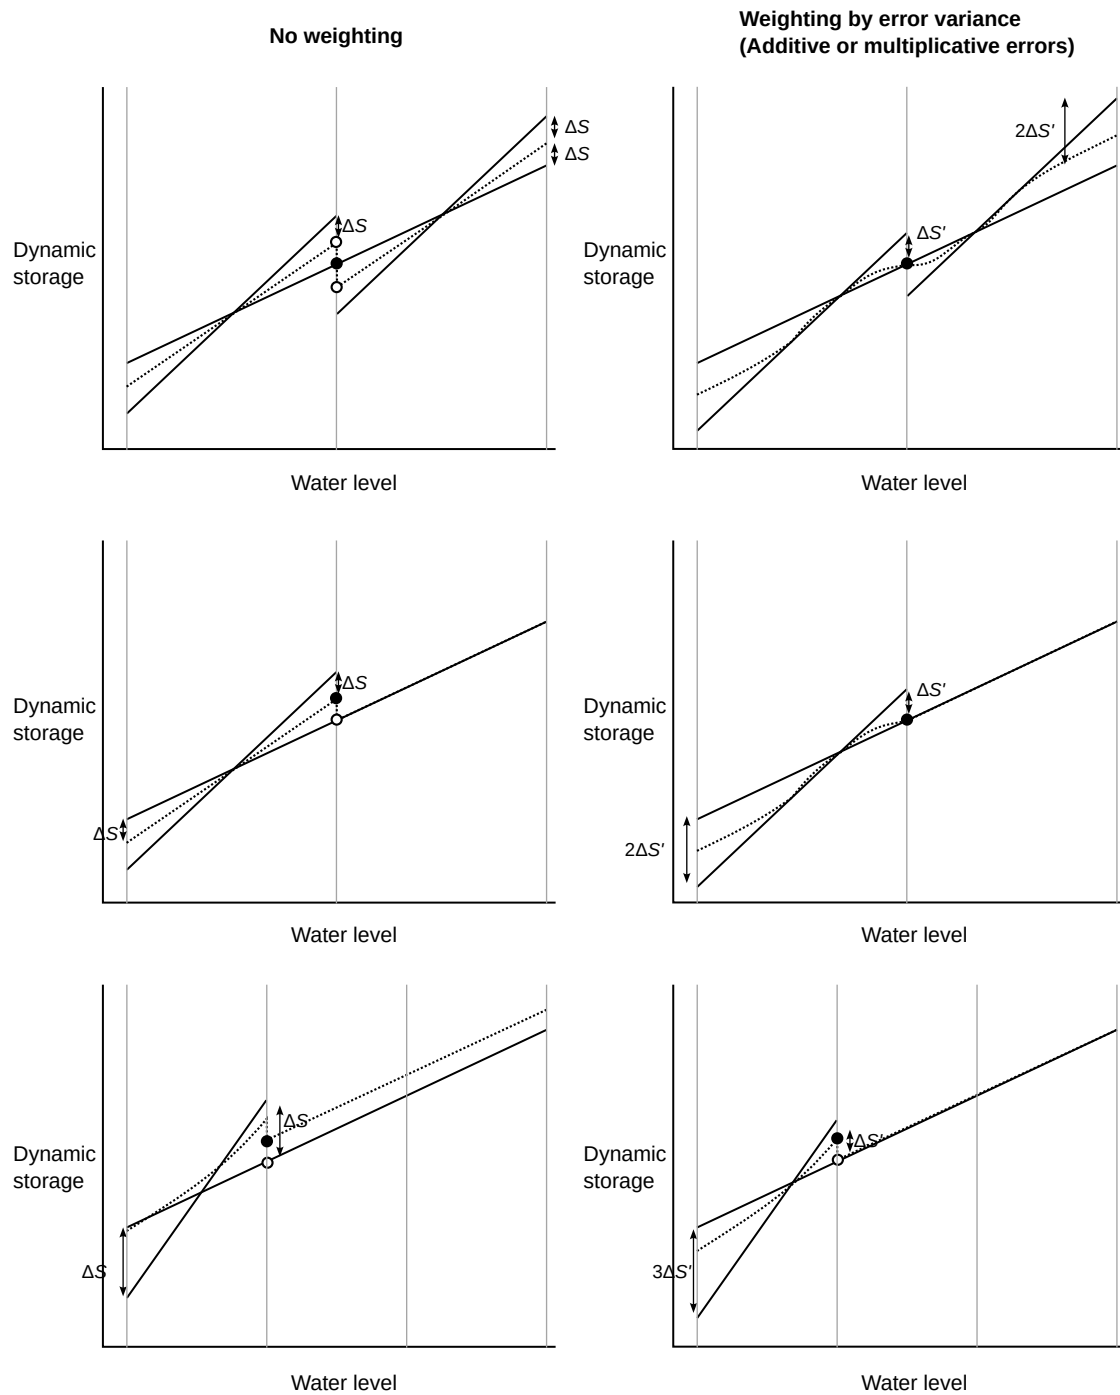 No weighting
Weighting by error variance
(Additive or multiplicative errors)
ΔS
ΔS
ΔS
Dynamic
storage
Water level
2ΔS'
ΔS'
Dynamic
storage
Water level
ΔS
Dynamic
storage
ΔS
Water level
ΔS'
Dynamic
storage
2ΔS'
Water level
ΔS
Dynamic
storage
ΔS
Water level
ΔS'
Dynamic
storage
3ΔS'
Water level